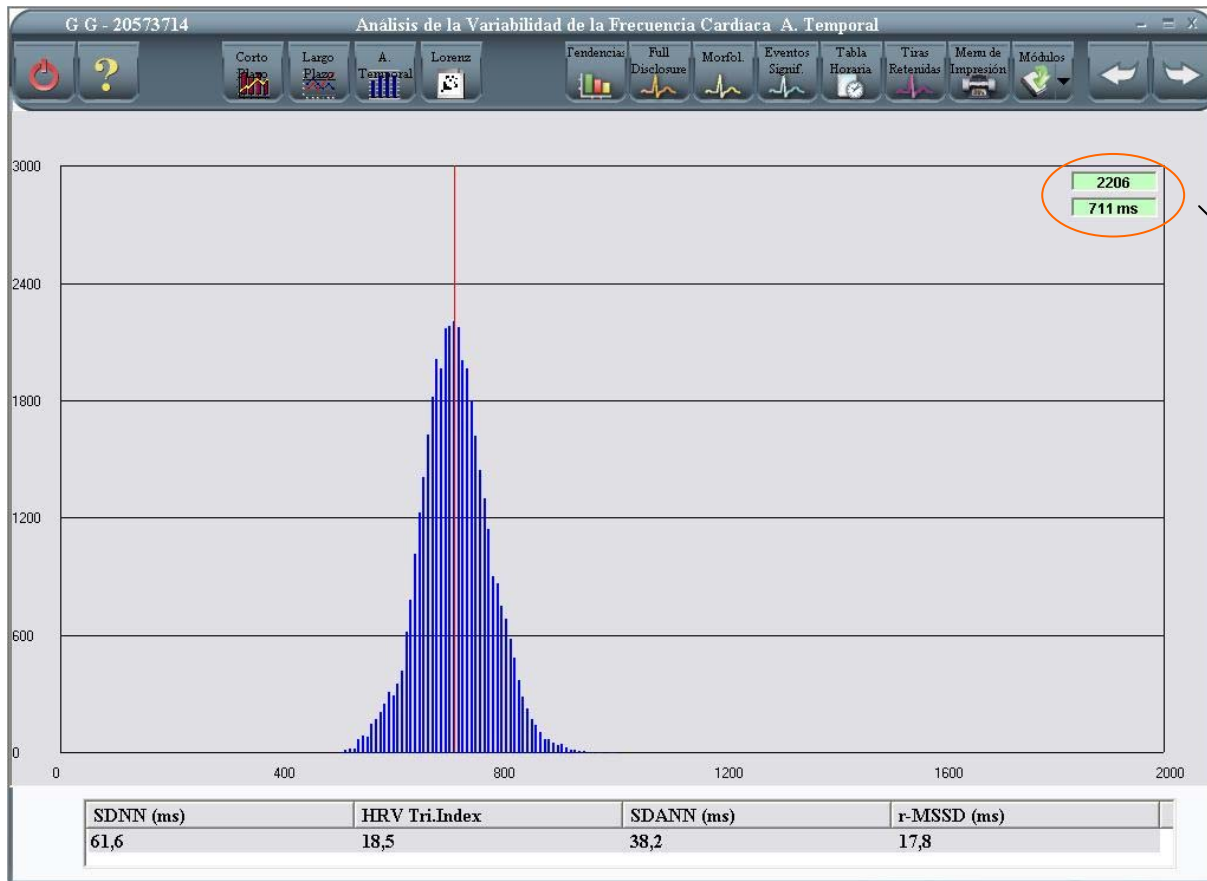 G G - 20573714 Análisis de la Variabilidad de la Frecuencia Cardíaca A. Temporal
Corto Plazo
Largo Plazo
A. Temporal
Lorenz
Tendencias
Full Disclosure
Morfol.
Eventos Signif.
Tabla Horaria
Tiras Retenidas
Menu de Impresión
Módulos
3000
2206
711 ms
2400
1800
1200
600
0
0 400 800 1200 1600 2000
SDNN (ms) HRV Tri.Index SDANN (ms) r-MSSD (ms)
61,6 18,5 38,2 17,8